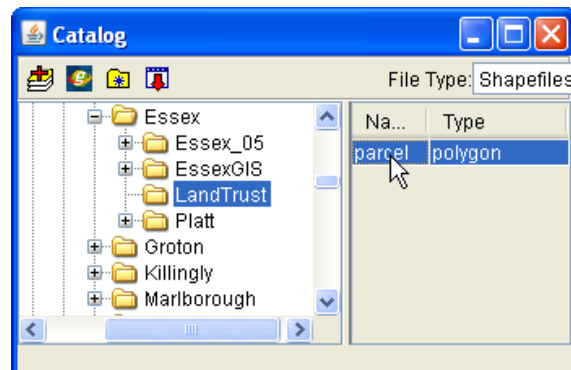 Catalog
File Type: Shapefiles
Essex
Essex_05
EssexGIS
LandTrust
Platt
Groton
Killingly
Marlborough
Na... Type
parcel polygon